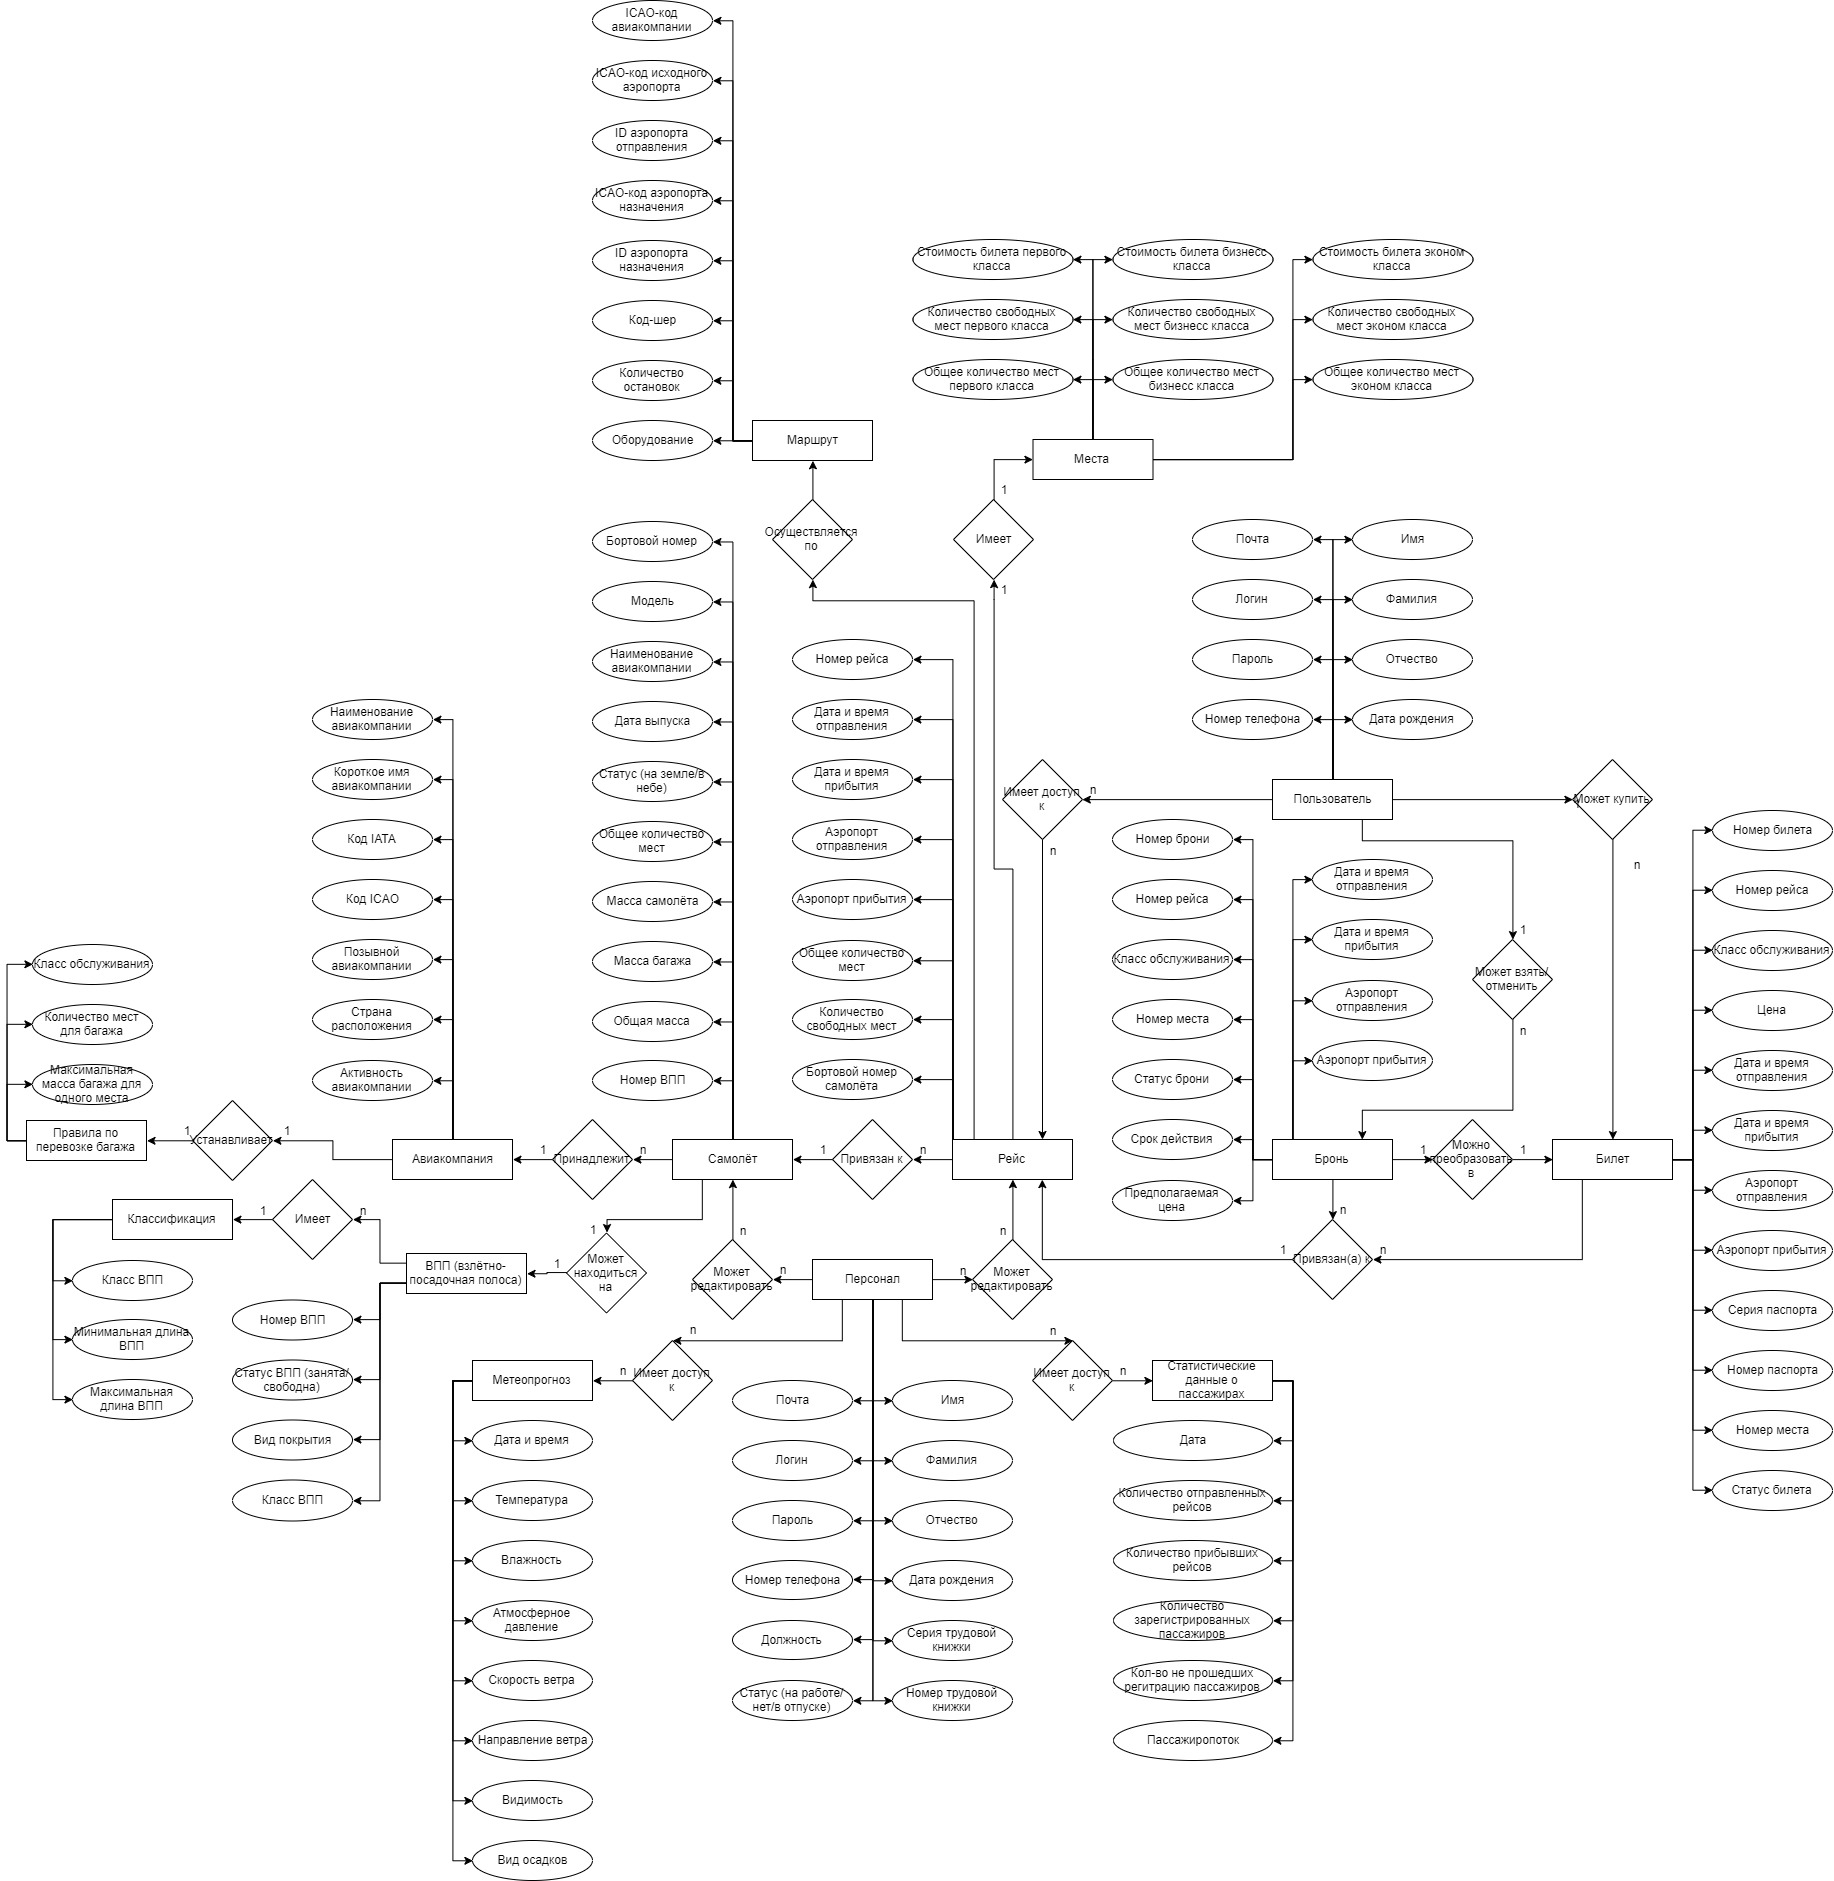 ICAO-код
авиакомпании
ICAO-код исходного
аэропорта
ID аэропорта
отправления
ICAO-код аэропорта
назначения
ID аэропорта
назначения
Код-шер
Количество
остановок
Оборудование
Маршрут
Осуществляется
по
Стоимость билета первого
класса
Стоимость билета бизнесс
класса
Стоимость билета эконом
класса
Количество свободных
мест первого класса
Количество свободных
мест бизнесс класса
Количество свободных
мест эконом класса
Общее количество мест
первого класса
Общее количество мест
бизнесс класса
Общее количество мест
эконом класса
Места
1
Имеет
1
Почта
Имя
Логин
Фамилия
Пароль
Отчество
Номер телефона
Дата рождения
Пользователь
n
Имеет доступ
к
n
Может купить
n
1
Может взять/
отменить
n
Бортовой номер
Модель
Наименование
авиакомпании
Дата выпуска
Статус (на земле/в
небе)
Общее количество
мест
Масса самолёта
Масса багажа
Общая масса
Номер ВПП
Номер рейса
Дата и время
отправления
Дата и время
прибытия
Аэропорт
отправления
Аэропорт прибытия
Общее количество
мест
Количество
свободных мест
Бортовой номер
самолёта
Наименование
авиакомпании
Короткое имя
авиакомпании
Код IATA
Код ICAO
Позывной
авиакомпании
Страна
расположения
Активность
авиакомпании
Класс обслуживания
Количество мест
для багажа
Максимальная
масса багажа для
одного места
Правила по
перевозке багажа
1
Устанавливает
1
Авиакомпания
1
Принадлежит
n
Самолёт
1
Привязан к
n
Рейс
Номер брони
Номер рейса
Класс обслуживания
Номер места
Статус брони
Срок действия
Предполагаемая
цена
Дата и время
отправления
Дата и время
прибытия
Аэропорт
отправления
Аэропорт прибытия
Бронь
1
Можно
преобразовать
в
1
Билет
n
1
Привязан(а) к
n
Номер билета
Номер рейса
Класс обслуживания
Цена
Дата и время
отправления
Дата и время
прибытия
Аэропорт
отправления
Аэропорт прибытия
Серия паспорта
Номер паспорта
Номер места
Статус билета
Классификация
1
Имеет
n
ВПП (взлётно-
посадочная полоса)
1
Может
находиться
на
1
Класс ВПП
Минимальная длина
ВПП
Максимальная
длина ВПП
Номер ВПП
Статус ВПП (занята/
свободна)
Вид покрытия
Класс ВПП
n
Может
редактировать
n
Персонал
n
Может
редактировать
n
n
Имеет доступ
к
n
Метеопрогноз
Дата и время
Температура
Влажность
Атмосферное
давление
Скорость ветра
Направление ветра
Видимость
Вид осадков
Почта
Имя
Логин
Фамилия
Пароль
Отчество
Номер телефона
Дата рождения
Должность
Серия трудовой
книжки
Статус (на работе/
нет/в отпуске)
Номер трудовой
книжки
n
Имеет доступ
к
n
Статистические
данные о
пассажирах
Дата
Количество отправленных
рейсов
Количество прибывших
рейсов
Количество
зарегистрированных
пассажиров
Кол-во не прошедших
регитрацию пассажиров
Пассажиропоток